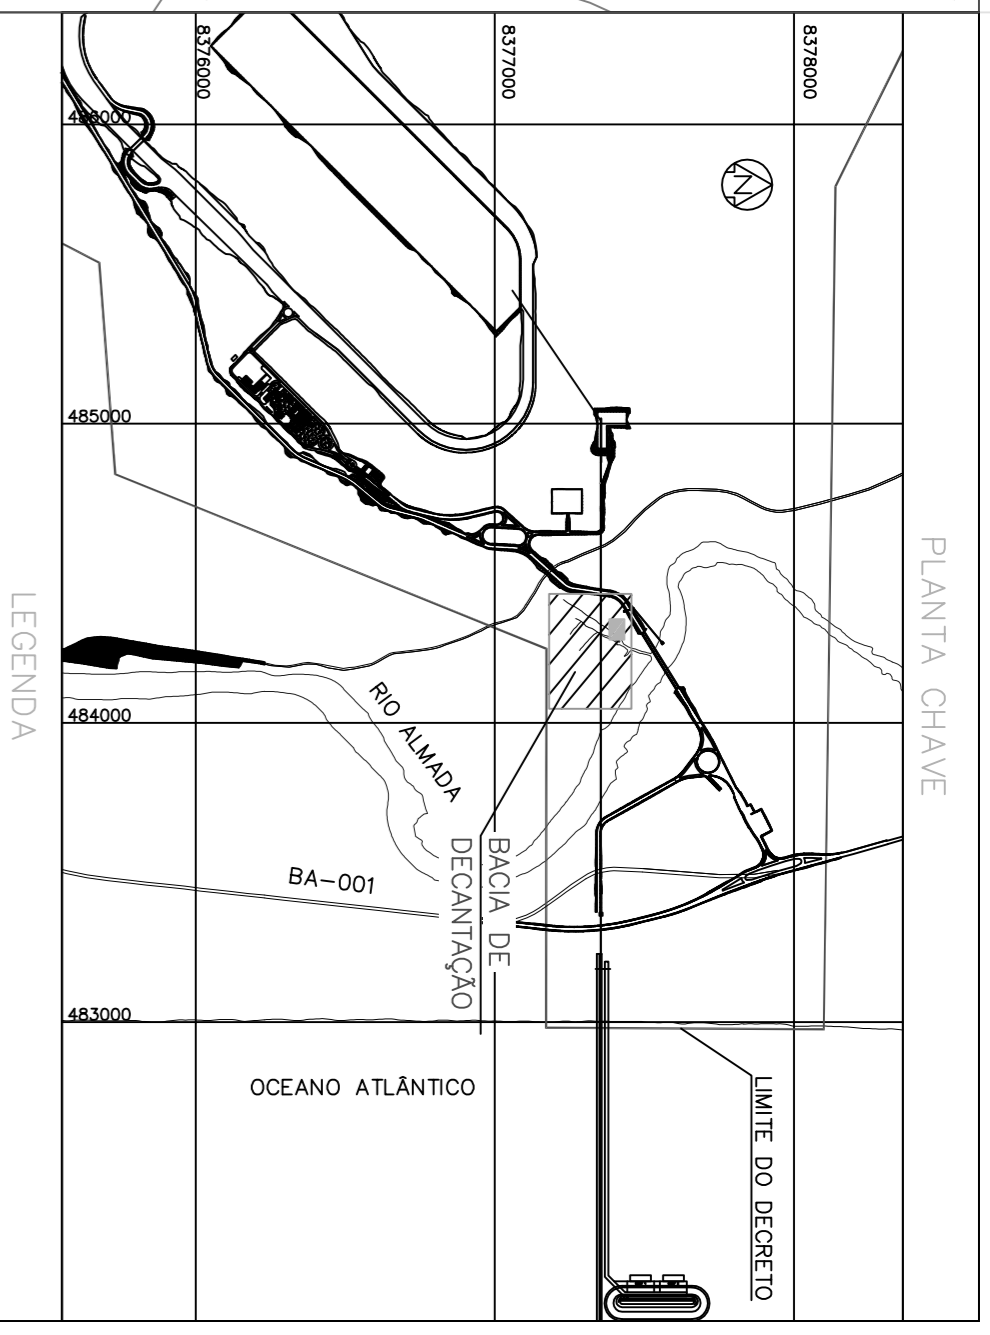 PLANTA CHAVE
8376000
8377000
8378000
486000
N
485000
484000
RIO ALMADA
BA-001
BACIA DE
DECANTAÇÃO
483000
OCEANO ATLÂNTICO
LIMITE DO DECRETO
LEGENDA